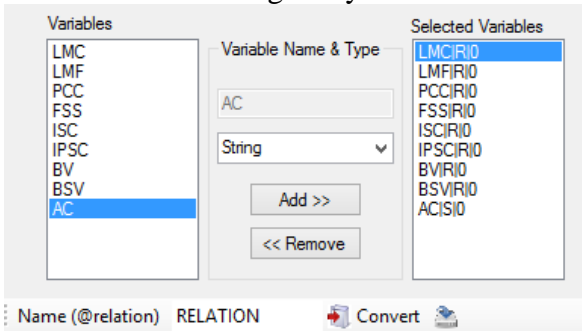 Variables
LMC
LMF
PCC
FSS
ISC
IPSC
BV
BSV
AC
Variable Name & Type
AC
String
Add >>
<< Remove
Selected Variables
LMC|R|0
LMF|R|0
PCC|R|0
FSS|R|0
ISC|R|0
IPSC|R|0
BV|R|0
BSV|R|0
AC|S|0
Name (@relation) RELATION Convert